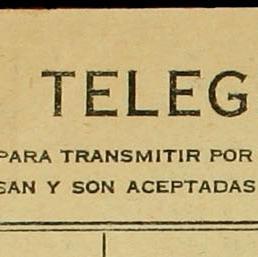 TELEG
PARA TRANSMITIR POR
SAN Y SON ACEPTADAS